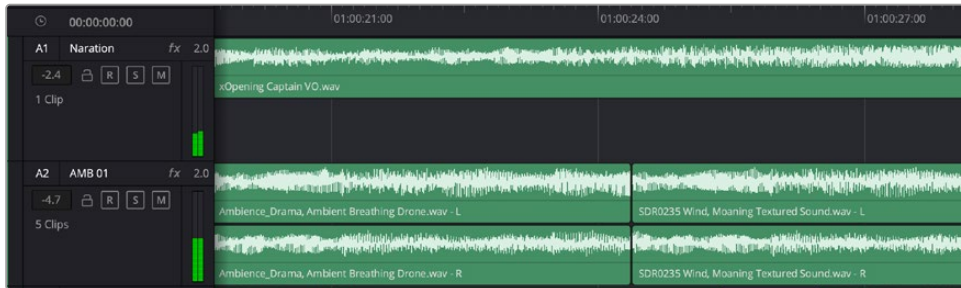 00:00:00:00 01:00:21:00 01:00:24:00 01:00:27:00
A1 Naration fx 2.0
-2.4 R S M
1 Clip
xOpening Captain VO.wav
A2 AMB 01 fx 2.0
-4.7 R S M
5 Clips
Ambience_Drama, Ambient Breathing Drone.wav - L SDR0235 Wind, Moaning Textured Sound.wav - L
Ambience_Drama, Ambient Breathing Drone.wav - R SDR0235 Wind, Moaning Textured Sound.wav - R